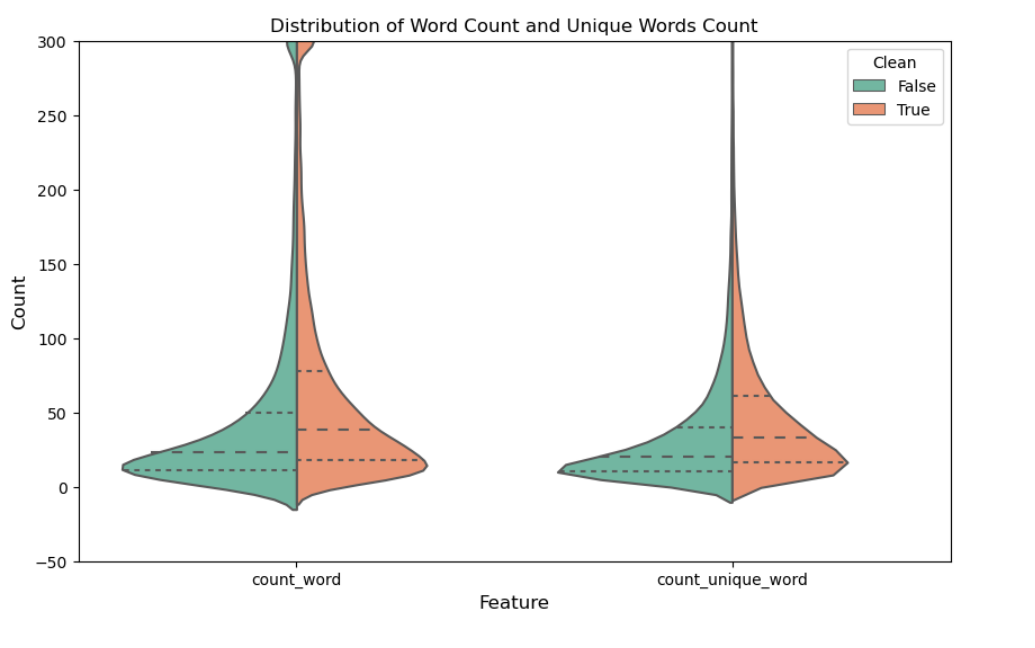 Distribution of Word Count and Unique Words Count
300
250
200
150
100
50
0
−50
Count
Clean
False
True
count_word
count_unique_word
Feature